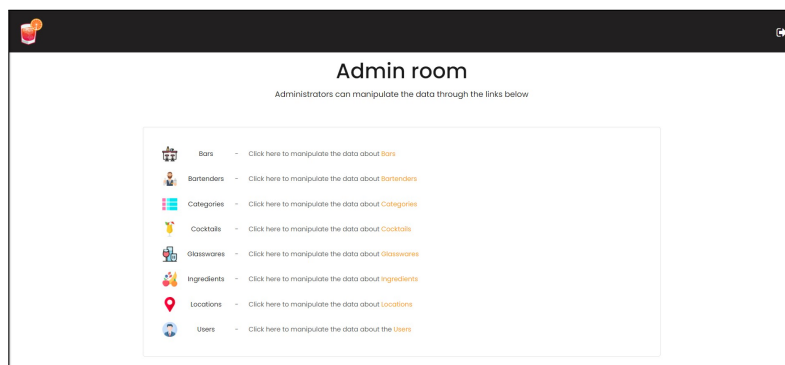 Admin room
Administrators can manipulate the data through the links below
Bars - Click here to manipulate the data about Bars
Bartenders - Click here to manipulate the data about Bartenders
Categories - Click here to manipulate the data about Categories
Cocktails - Click here to manipulate the data about Cocktails
Glasswares - Click here to manipulate the data about Glasswares
Ingredients - Click here to manipulate the data about Ingredients
Locations - Click here to manipulate the data about Locations
Users - Click here to manipulate the data about the Users